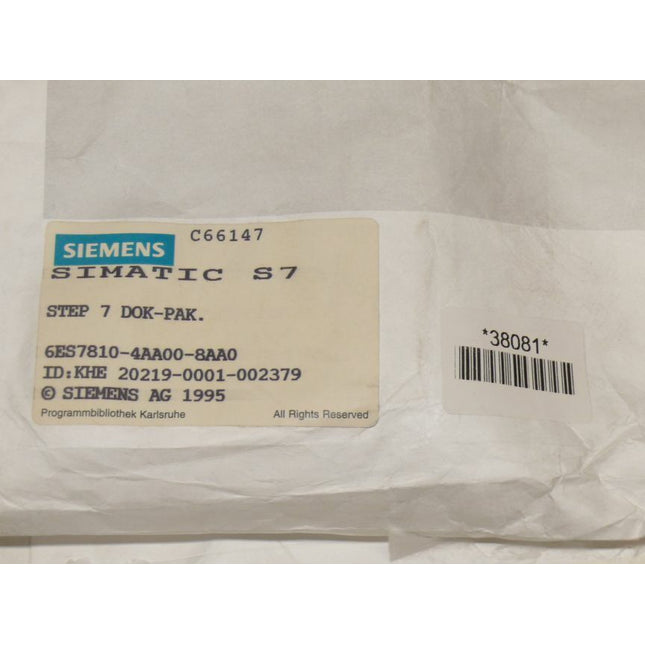 C66147
SIEMENS
SIMATIC S7
STEP 7 DOK-PAK.
6ES7810-4AA00-8AA0
ID:KHE 20219-0001-002379
© SIEMENS AG 1995
Programmbibliothek Karlsruhe All Rights Reserved
*38081*